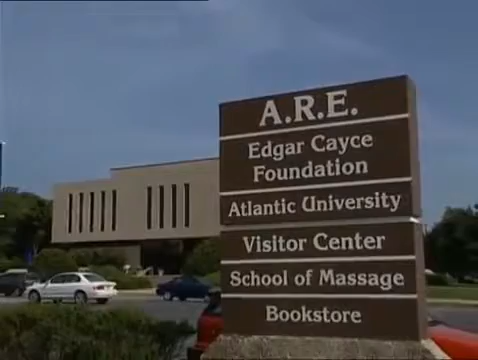 A.R.E.
Edgar Cayce
Foundation
Atlantic University
Visitor Center
School of Massage
Bookstore